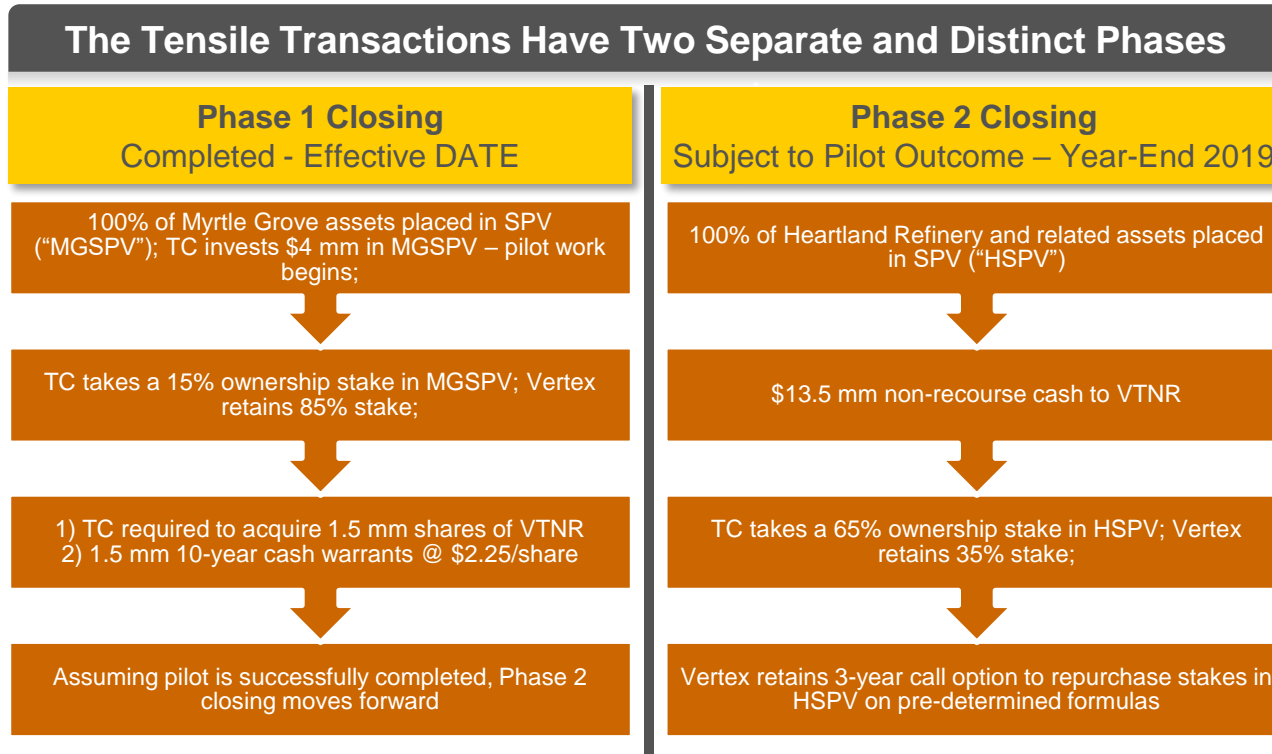 The Tensile Transactions Have Two Separate and Distinct Phases
Phase 1 Closing
Completed - Effective DATE
100% of Myrtle Grove assets placed in SPV
(“MGSPV”); TC invests $4 mm in MGSPV – pilot work
begins;
TC takes a 15% ownership stake in MGSPV; Vertex
retains 85% stake;
1) TC required to acquire 1.5 mm shares of VTNR
2) 1.5 mm 10-year cash warrants @ $2.25/share
Assuming pilot is successfully completed, Phase 2
closing moves forward
Phase 2 Closing
Subject to Pilot Outcome – Year-End 2019
100% of Heartland Refinery and related assets placed
in SPV (“HSPV”)
$13.5 mm non-recourse cash to VTNR
TC takes a 65% ownership stake in HSPV; Vertex
retains 35% stake;
Vertex retains 3-year call option to repurchase stakes in
HSPV on pre-determined formulas